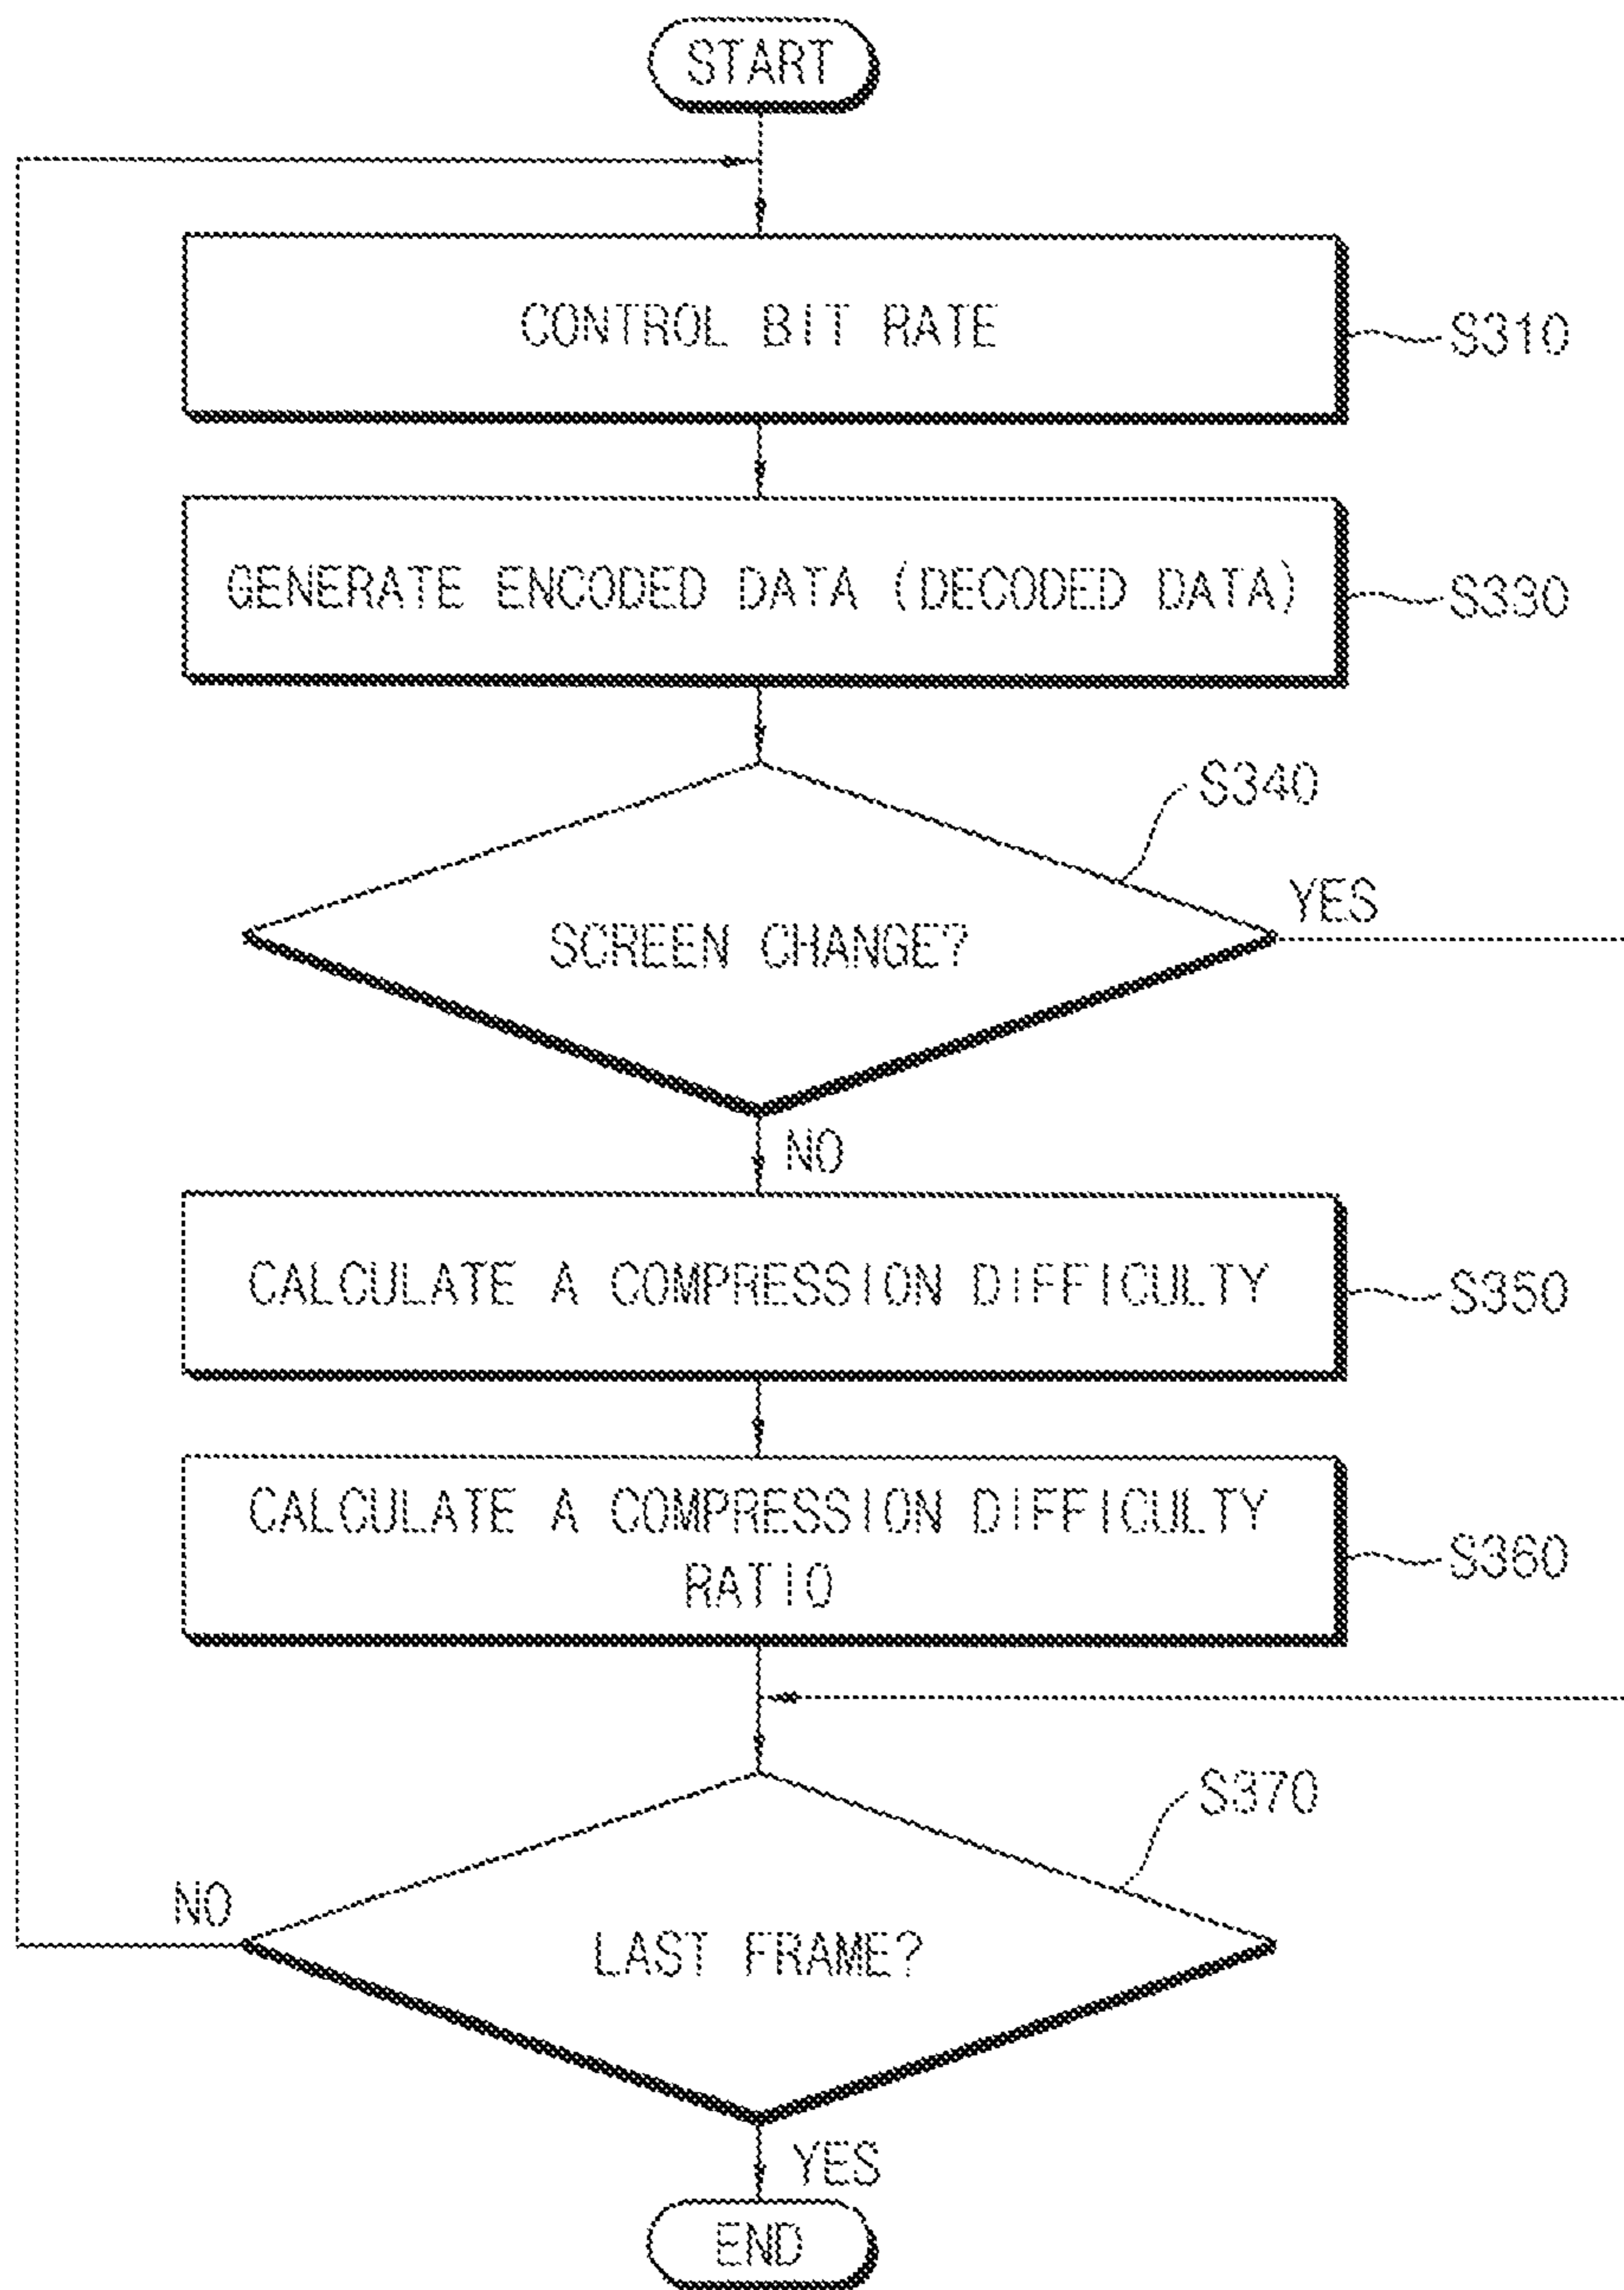 START
CONTROL BIT RATE
S310
GENERATE ENCODED DATA (DECODED DATA)
S330
S340
YES
SCREEN CHANGE?
NO
CALCULATE A COMPRESSION DIFFICULTY
S350
CALCULATE A COMPRESSION DIFFICULTY
RATIO
S360
S370
NO
LAST FRAME?
YES
END